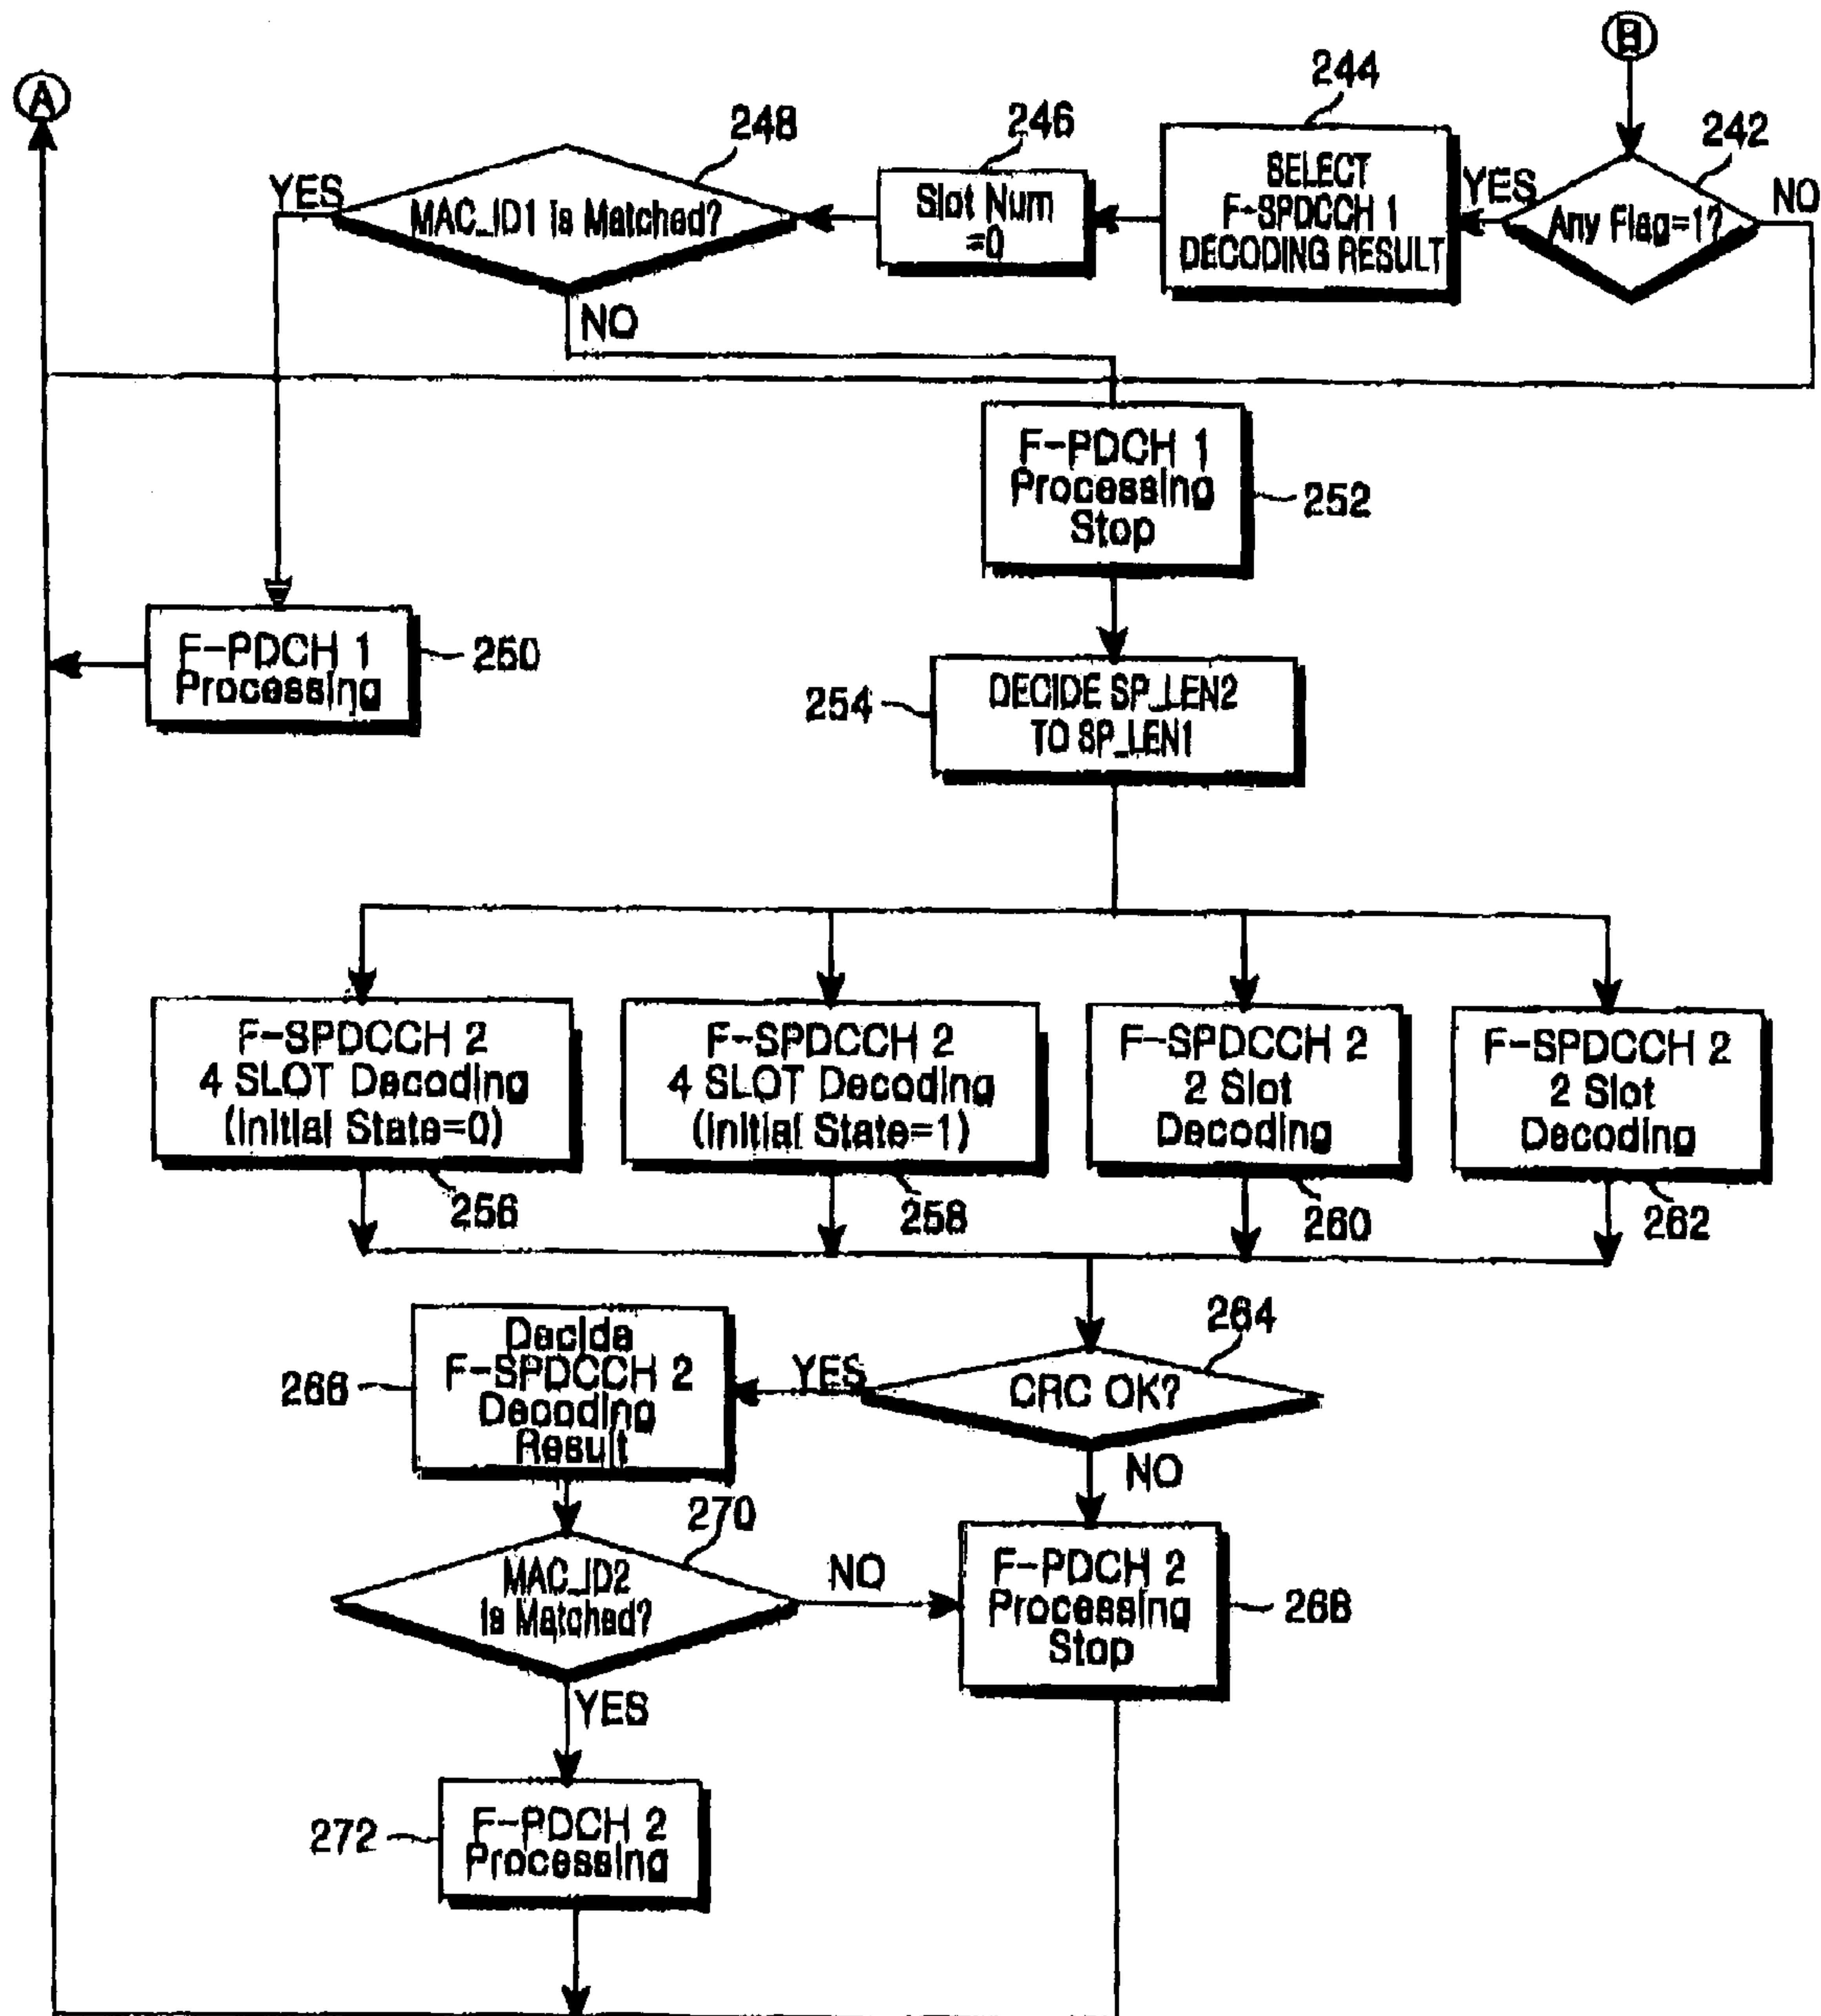 A
B
244
242
248
246
SELECT
F-SPDCCH 1
DECODING RESULT
YES
Any Flag=1?
NO
Slot Num
=0
YES
MAC_ID1 is Matched?
NO
F-PDCH 1
Processing
Stop
252
F-PDCH 1
Processing
250
DECIDE SP_LEN2
TO SP_LEN1
254
F-SPDCCH 2
4 SLOT Decoding
(Initial State=0)
256
F-SPDCCH 2
4 SLOT Decoding
(Initial State=1)
258
F-SPDCCH 2
2 Slot
Decoding
260
F-SPDCCH 2
2 Slot
Decoding
262
264
CRC OK?
YES
NO
Decide
F-SPDCCH 2
Decoding
Result
266
270
MAC_ID2
is Matched?
NO
YES
F-PDCH 2
Processing
Stop
268
F-PDCH 2
Processing
272